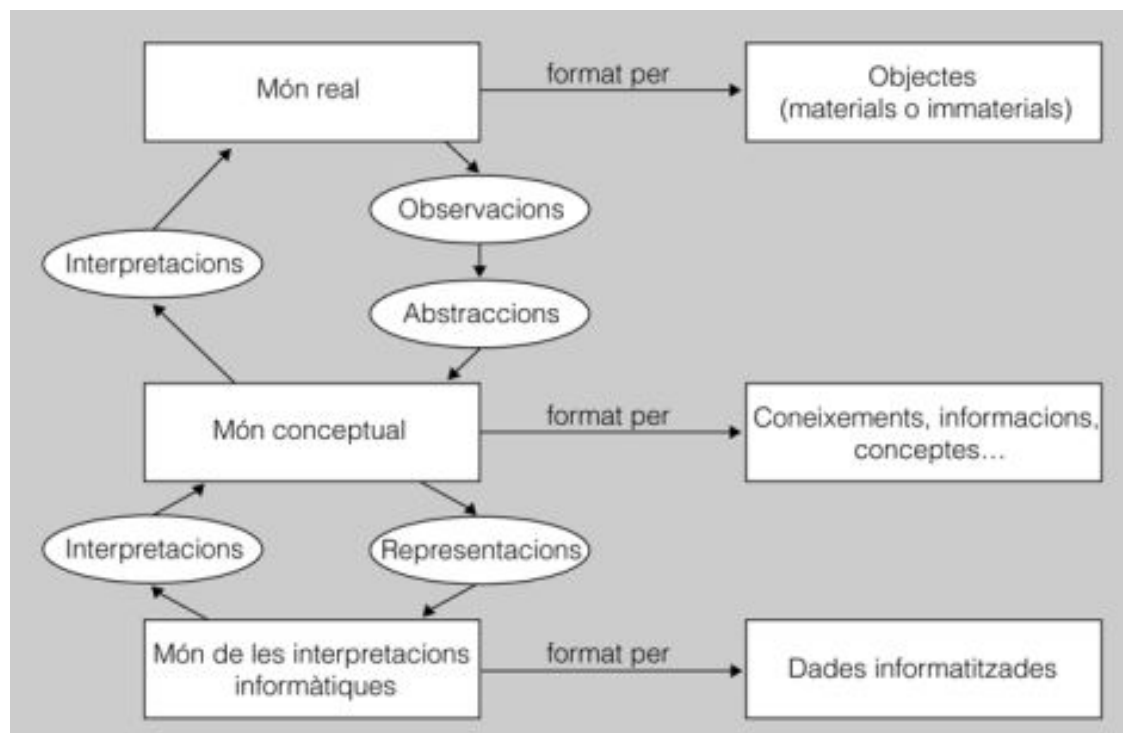 Món real
format per
Objectes
(materials o immaterials)
Observacions
Interpretacions
Abstraccions
Món conceptual
format per
Coneixements, informacions,
conceptes…
Interpretacions
Representacions
Món de les interpretacions
informàtiques
format per
Dades informatitzades